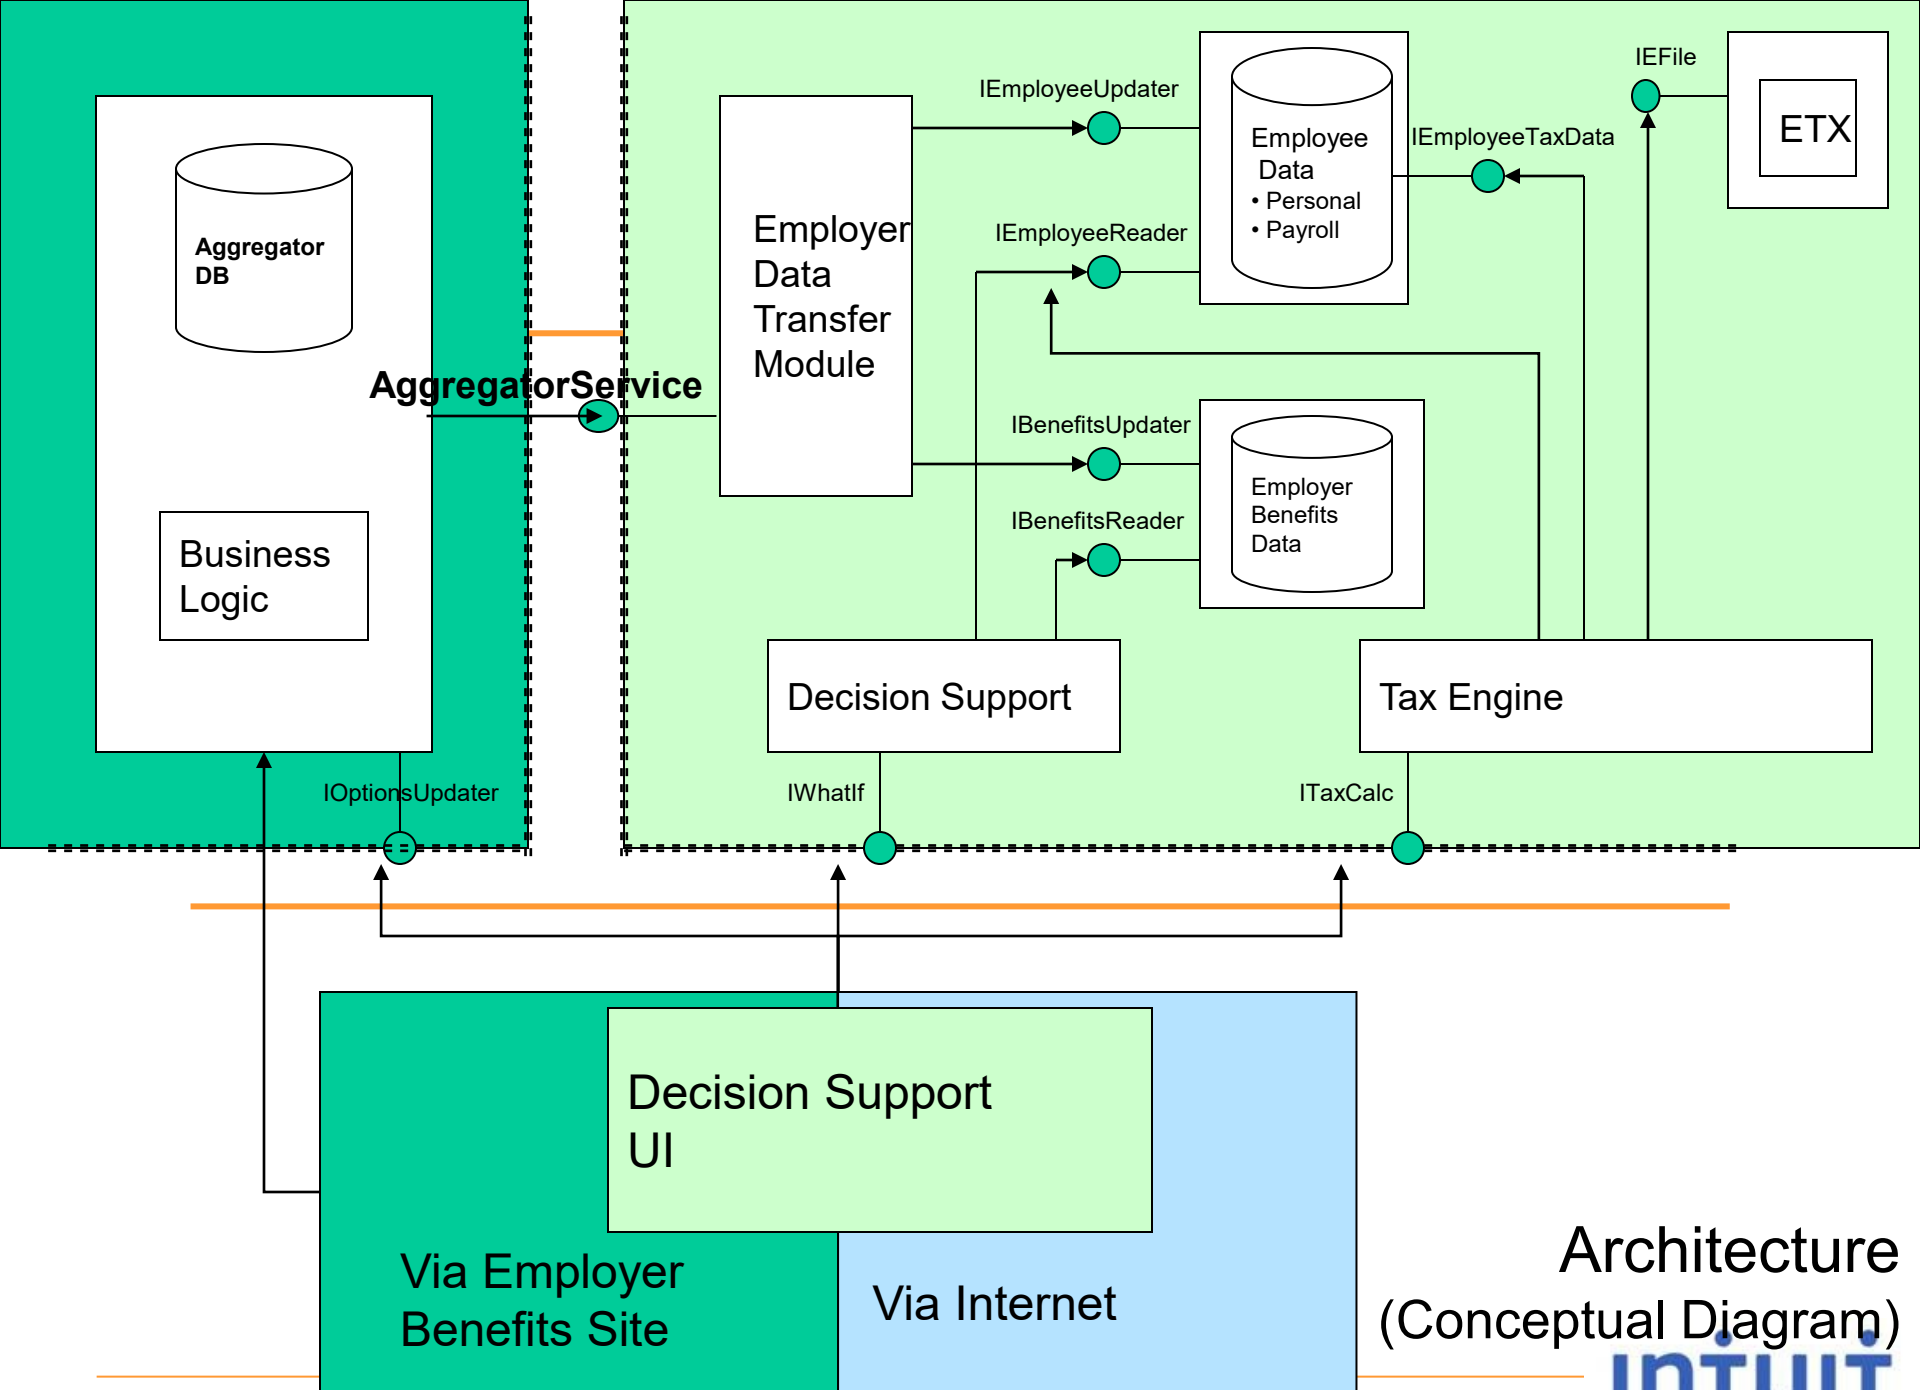 IEFile
IEmployeeUpdater
ETX
Employee
Data
• Personal
• Payroll
IEmployeeTaxData
Aggregator
DB
Employer
Data
Transfer
Module
IEmployeeReader
AggregatorService
IBenefitsUpdater
Employer
Benefits
Data
IBenefitsReader
Business
Logic
Decision Support
Tax Engine
IOptionsUpdater
IWhatIf
ITaxCalc
Decision Support
UI
Via Employer
Benefits Site
Via Internet
Architecture
(Conceptual Diagram)
INTUIT